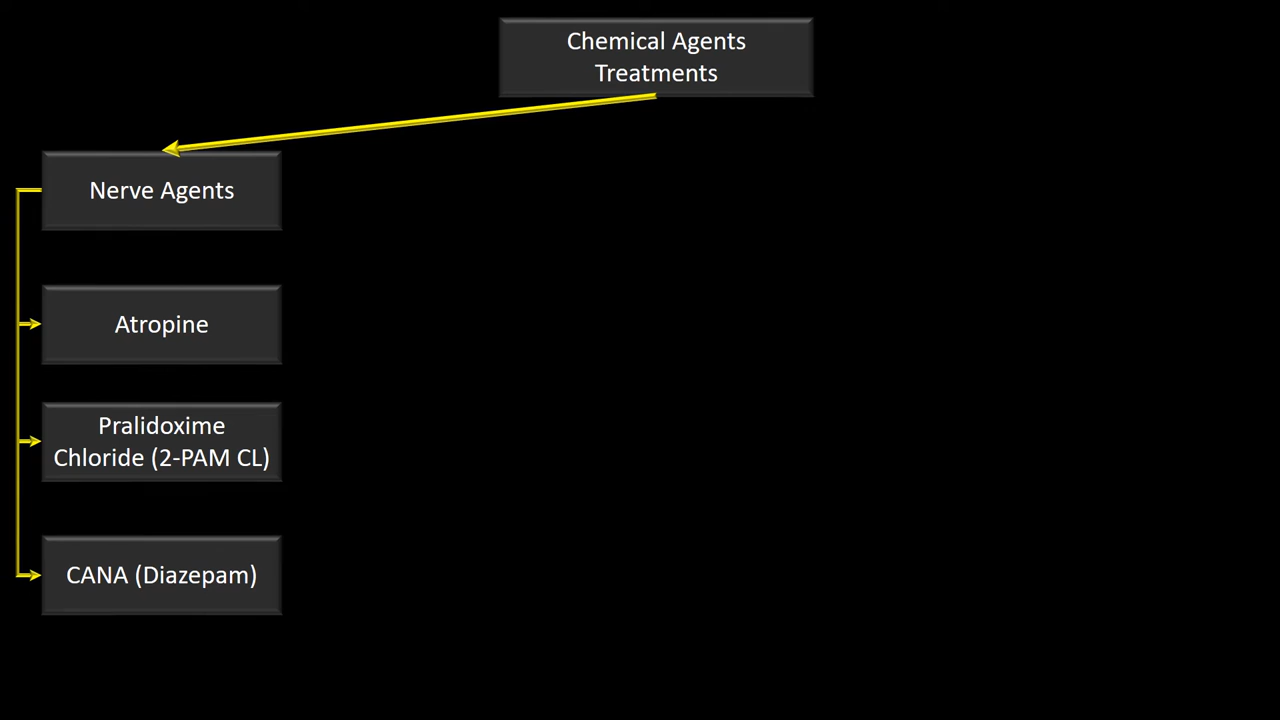 Chemical Agents
Treatments
Nerve Agents
Atropine
Pralidoxime
Chloride (2-PAM CL)
CANA (Diazepam)